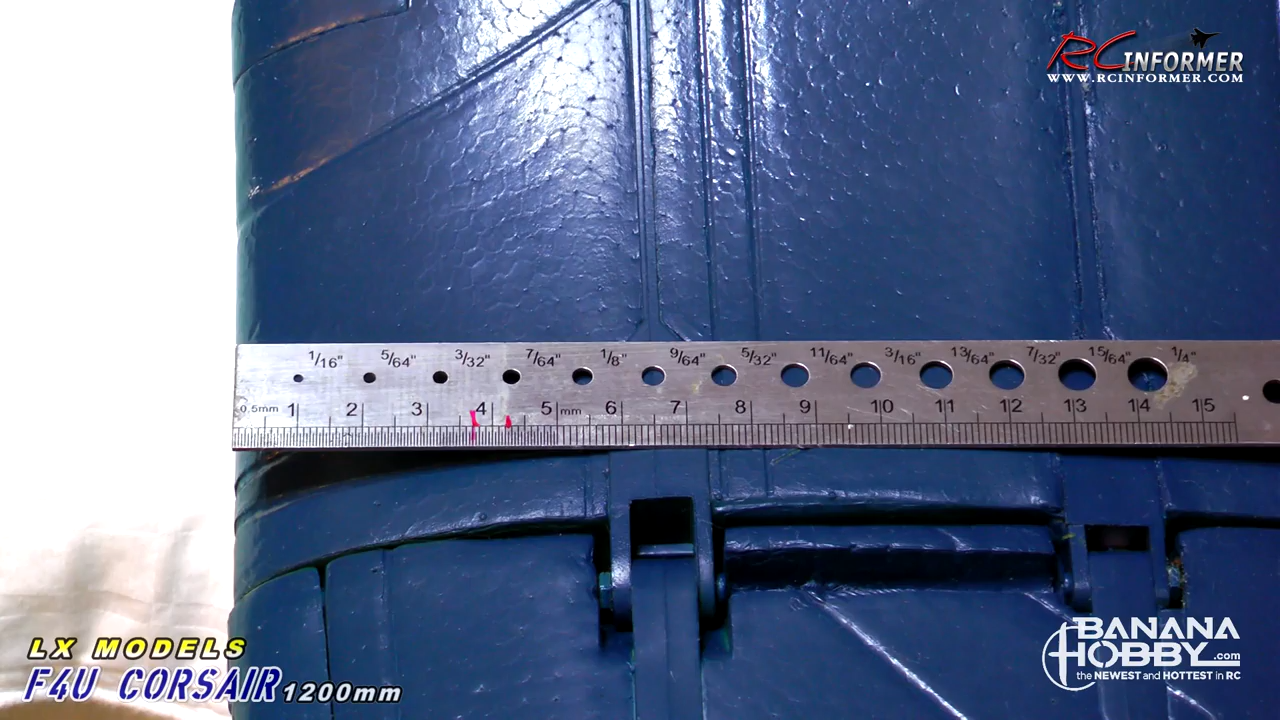 RCINFORMER
WWW.RCINFORMER.COM
1/16" 5/64" 3/32" 7/64" 1/8" 9/64" 5/32" 11/64" 3/16" 13/64" 7/32" 15/64" 1/4"
0.5mm 1 2 3 4 5 mm 6 7 8 9 10 11 12 13 14 15
LX MODELS
F4U CORSAIR 1200mm
BANANA
HOBBY.com
the NEWEST and HOTTEST in RC